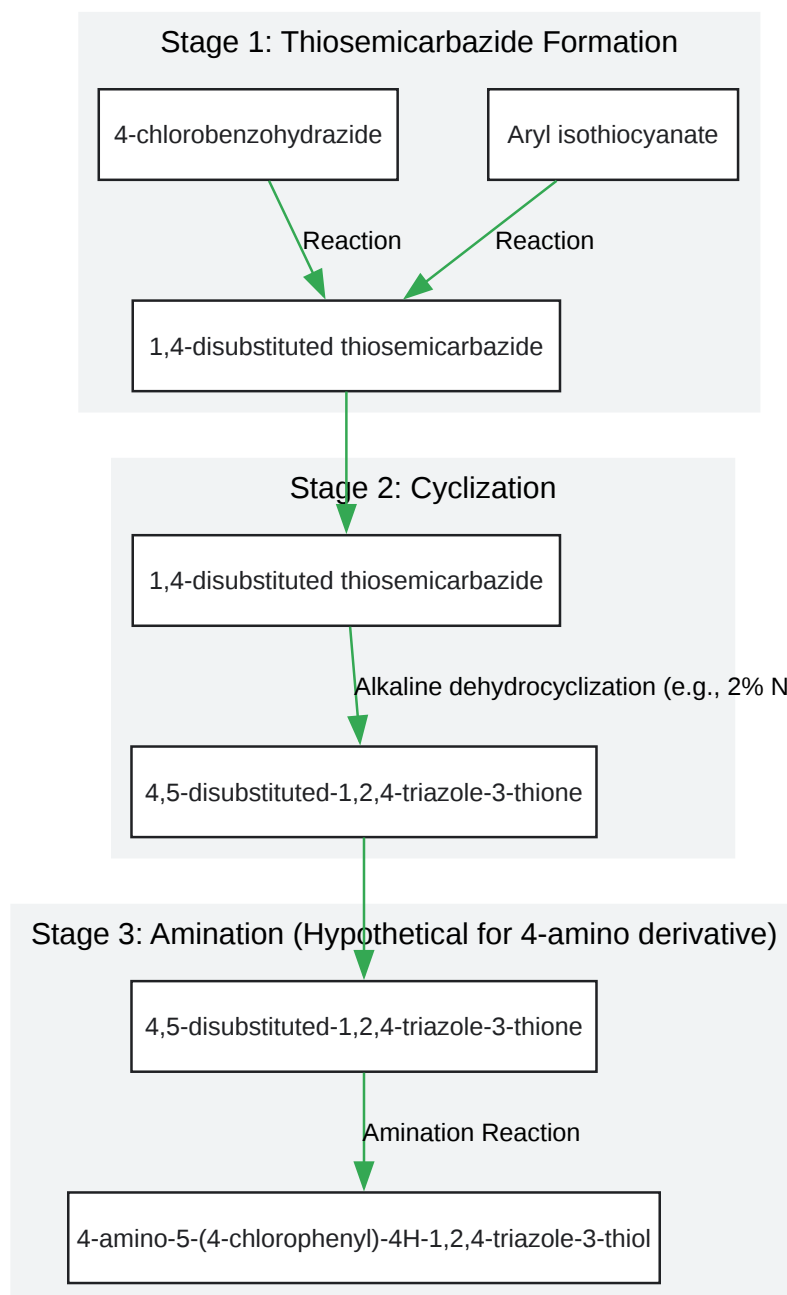 Stage 1: Thiosemicarbazide Formation
4-chlorobenzohydrazide
Aryl isothiocyanate
Reaction
Reaction
1,4-disubstituted thiosemicarbazide
Stage 2: Cyclization
1,4-disubstituted thiosemicarbazide
Alkaline dehydrocyclization (e.g., 2% N
4,5-disubstituted-1,2,4-triazole-3-thione
Stage 3: Amination (Hypothetical for 4-amino derivative)
4,5-disubstituted-1,2,4-triazole-3-thione
Amination Reaction
4-amino-5-(4-chlorophenyl)-4H-1,2,4-triazole-3-thiol